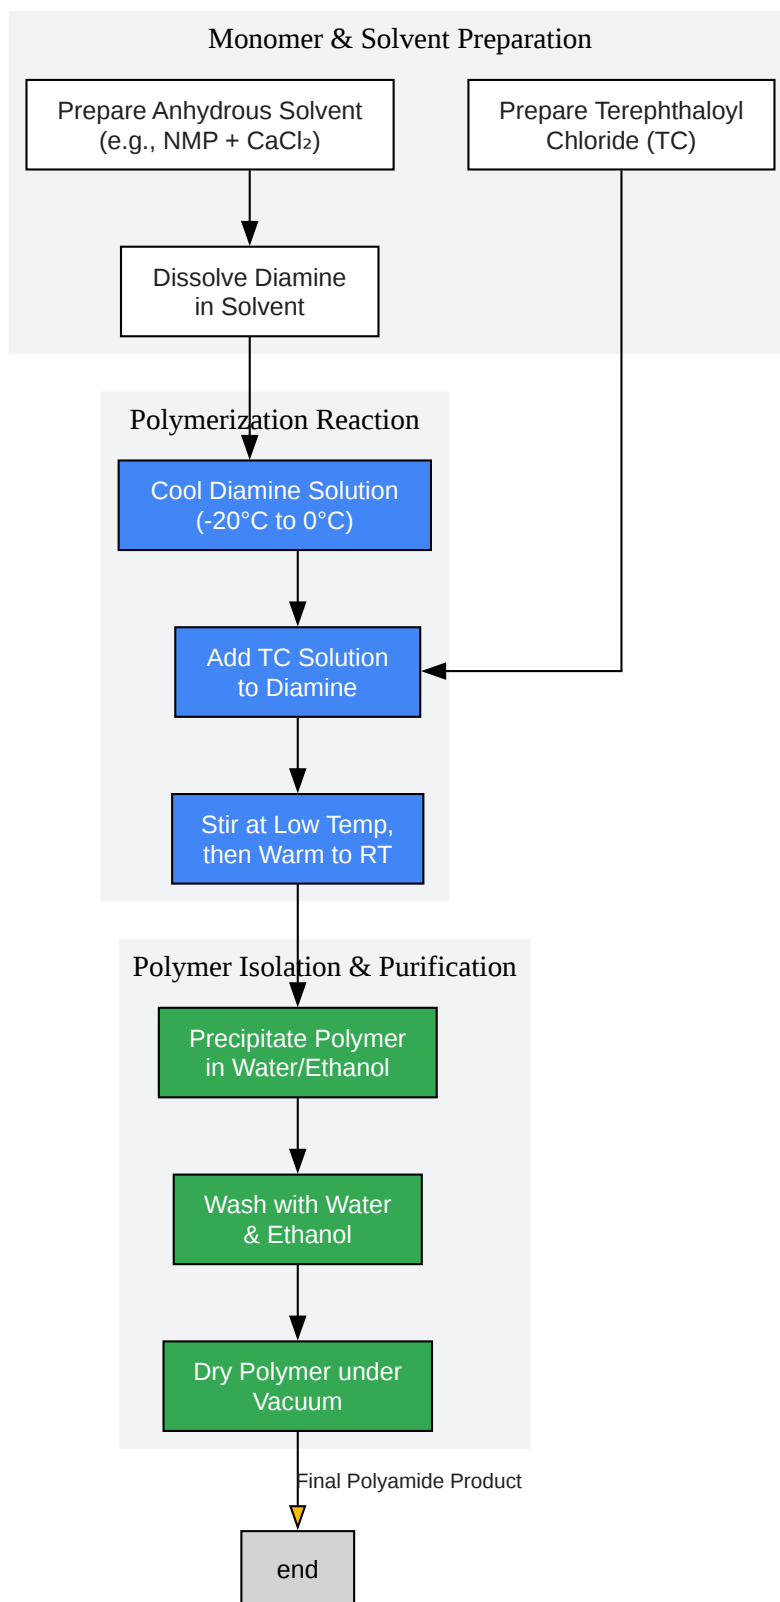 Monomer & Solvent Preparation
Prepare Anhydrous Solvent
(e.g., NMP + CaCl₂)
Prepare Terephthaloyl
Chloride (TC)
Dissolve Diamine
in Solvent
Polymerization Reaction
Cool Diamine Solution
(-20°C to 0°C)
Add TC Solution
to Diamine
Stir at Low Temp,
then Warm to RT
Polymer Isolation & Purification
Precipitate Polymer
in Water/Ethanol
Wash with Water
& Ethanol
Dry Polymer under
Vacuum
Final Polyamide Product
end